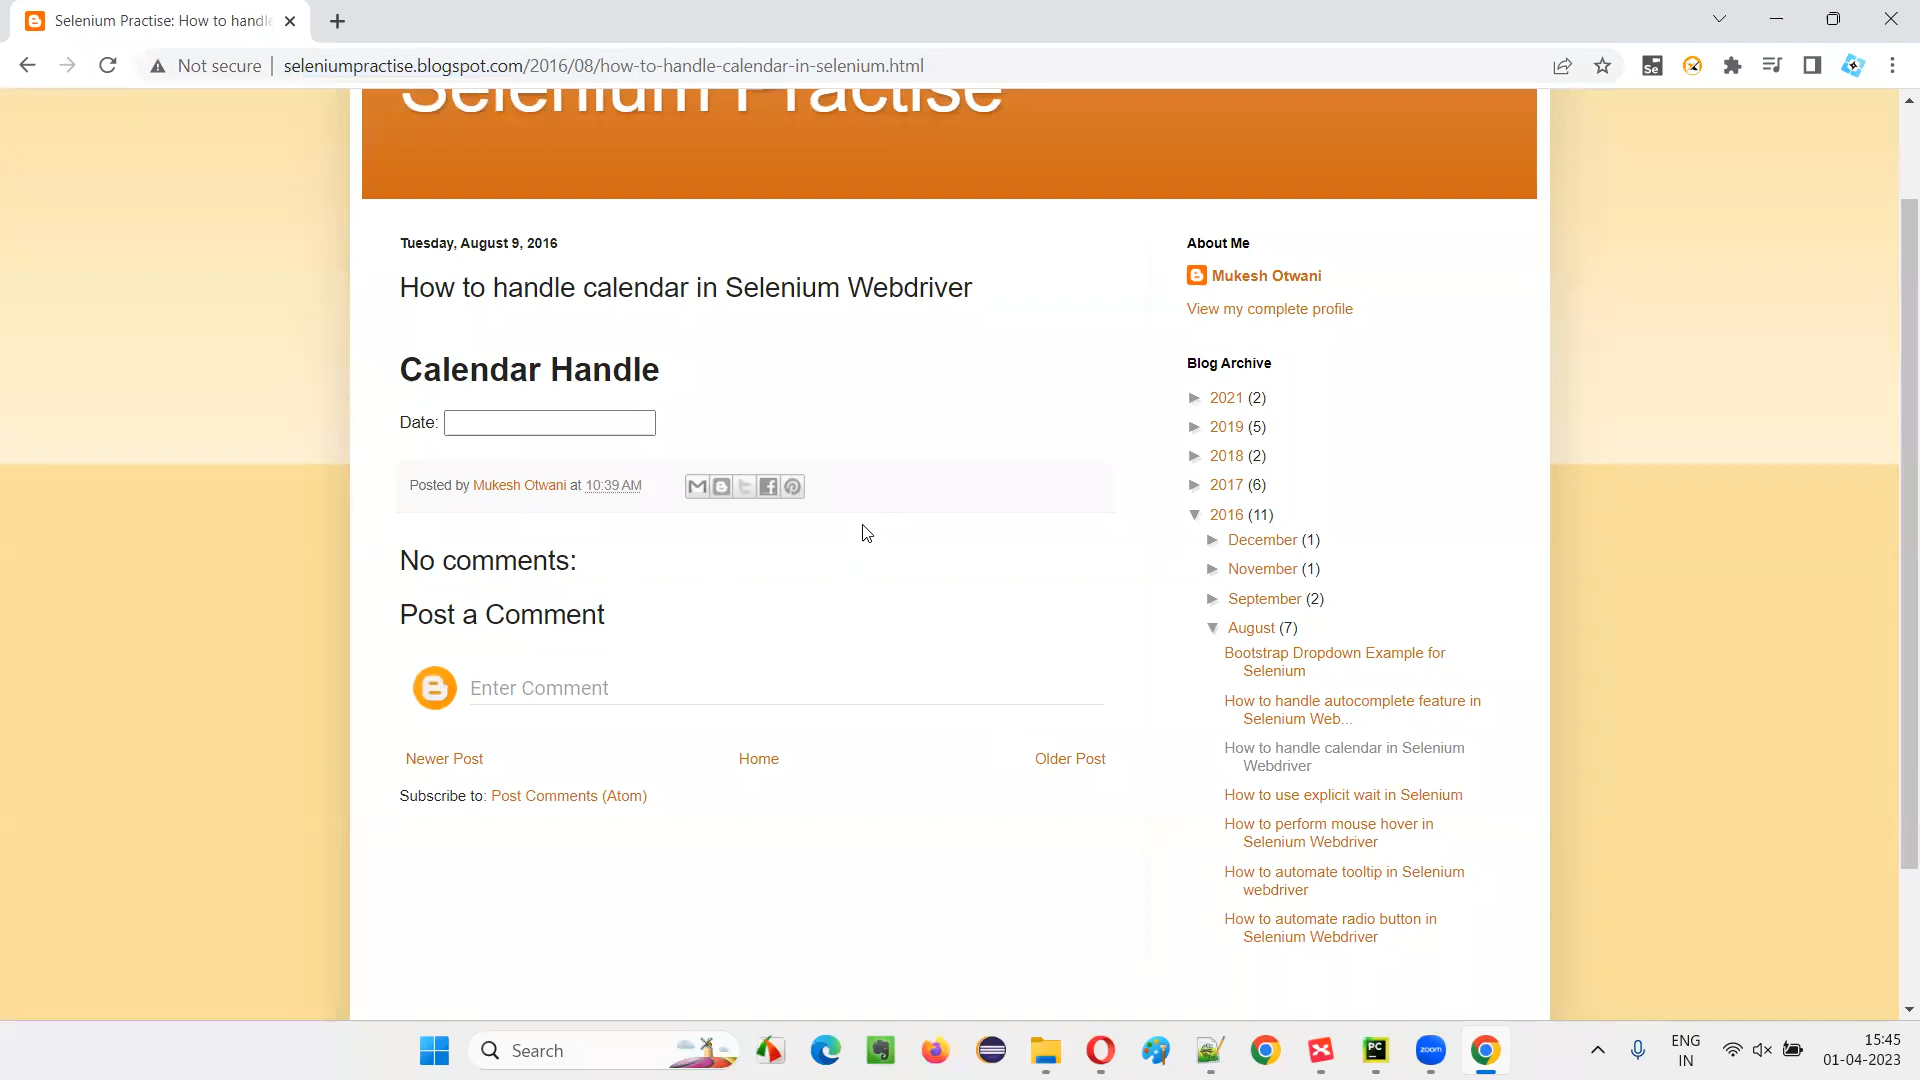 Selenium Practise: How to handle
Not secure
seleniumpractise.blogspot.com/2016/08/how-to-handle-calendar-in-selenium.html
Se
Selenium Practise
Tuesday, August 9, 2016
How to handle calendar in Selenium Webdriver
Calendar Handle
Date:
Posted by Mukesh Otwani at 10:39 AM
No comments:
Post a Comment
Enter Comment
Newer Post
Home
Older Post
Subscribe to: Post Comments (Atom)
About Me
Mukesh Otwani
View my complete profile
Blog Archive
► 2021 (2)
► 2019 (5)
► 2018 (2)
► 2017 (6)
▼ 2016 (11)
► December (1)
► November (1)
► September (2)
▼ August (7)
Bootstrap Dropdown Example for
Selenium
How to handle autocomplete feature in
Selenium Web...
How to handle calendar in Selenium
Webdriver
How to use explicit wait in Selenium
How to perform mouse hover in
Selenium Webdriver
How to automate tooltip in Selenium
webdriver
How to automate radio button in
Selenium Webdriver
Search
PC
zoom
ENG
IN
15:45
01-04-2023